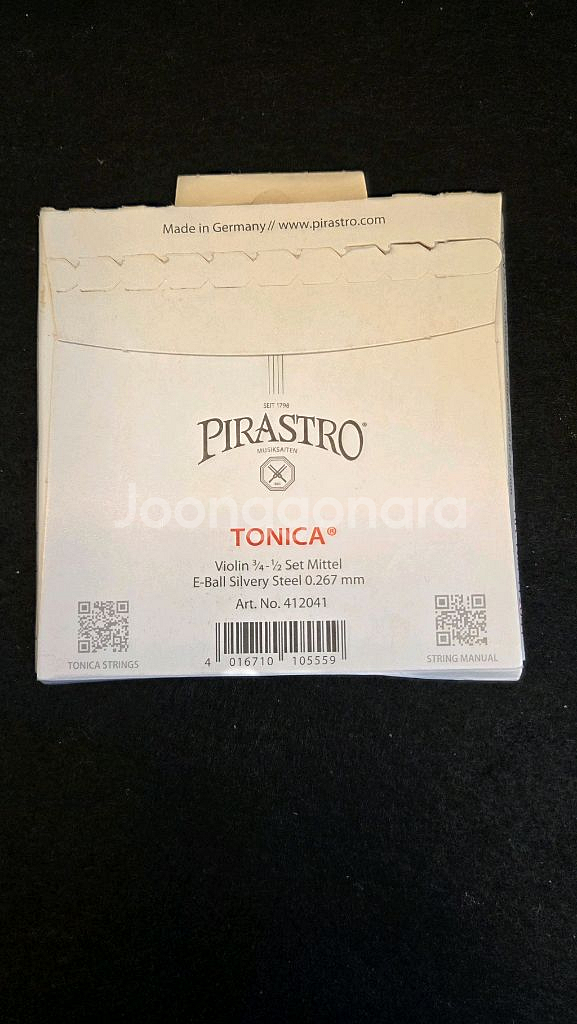 Made in Germany // www.pirastro.com
SEIT 1798
PIRASTRO®
MUSIKSAITEN
Joonggonara
TONICA®
Violin ¾-½ Set Mittel
E-Ball Silvery Steel 0.267 mm
Art. No. 412041
TONICA STRINGS
4 016710 105559
STRING MANUAL